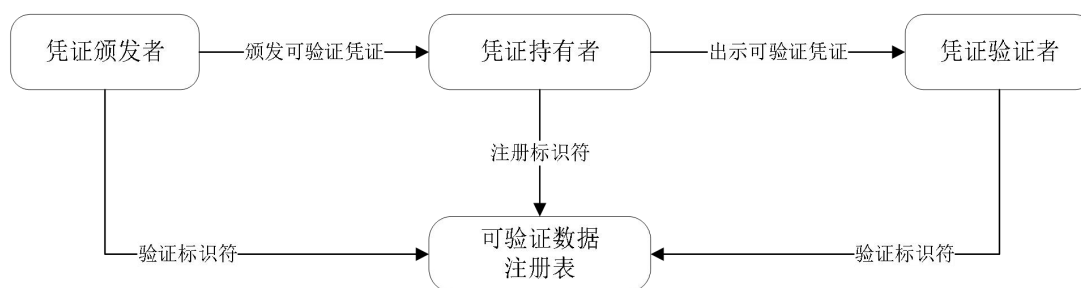 凭证颁发者
颁发可验证凭证
凭证持有者
出示可验证凭证
凭证验证者
注册标识符
验证标识符
可验证数据
注册表
验证标识符